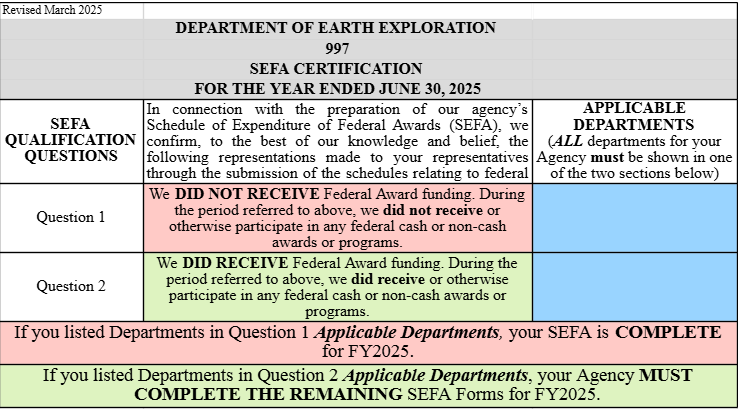 Revised March 2025
DEPARTMENT OF EARTH EXPLORATION
997
SEFA CERTIFICATION
FOR THE YEAR ENDED JUNE 30, 2025
SEFA
QUALIFICATION
QUESTIONS
In connection with the preparation of our agency's
Schedule of Expenditure of Federal Awards (SEFA), we
confirm, to the best of our knowledge and belief, the
following representations made to your representatives
through the submission of the schedules relating to federal
APPLICABLE
DEPARTMENTS
(ALL departments for your
Agency must be shown in one
of the two sections below)
Question 1
We DID NOT RECEIVE Federal Award funding. During
the period referred to above, we did not receive or
otherwise participate in any federal cash or non-cash
awards or programs.
Question 2
We DID RECEIVE Federal Award funding. During the
period referred to above, we did receive or otherwise
participate in any federal cash or non-cash awards or
programs.
If you listed Departments in Question 1 Applicable Departments, your SEFA is COMPLETE
for FY2025.
If you listed Departments in Question 2 Applicable Departments, your Agency MUST
COMPLETE THE REMAINING SEFA Forms for FY2025.